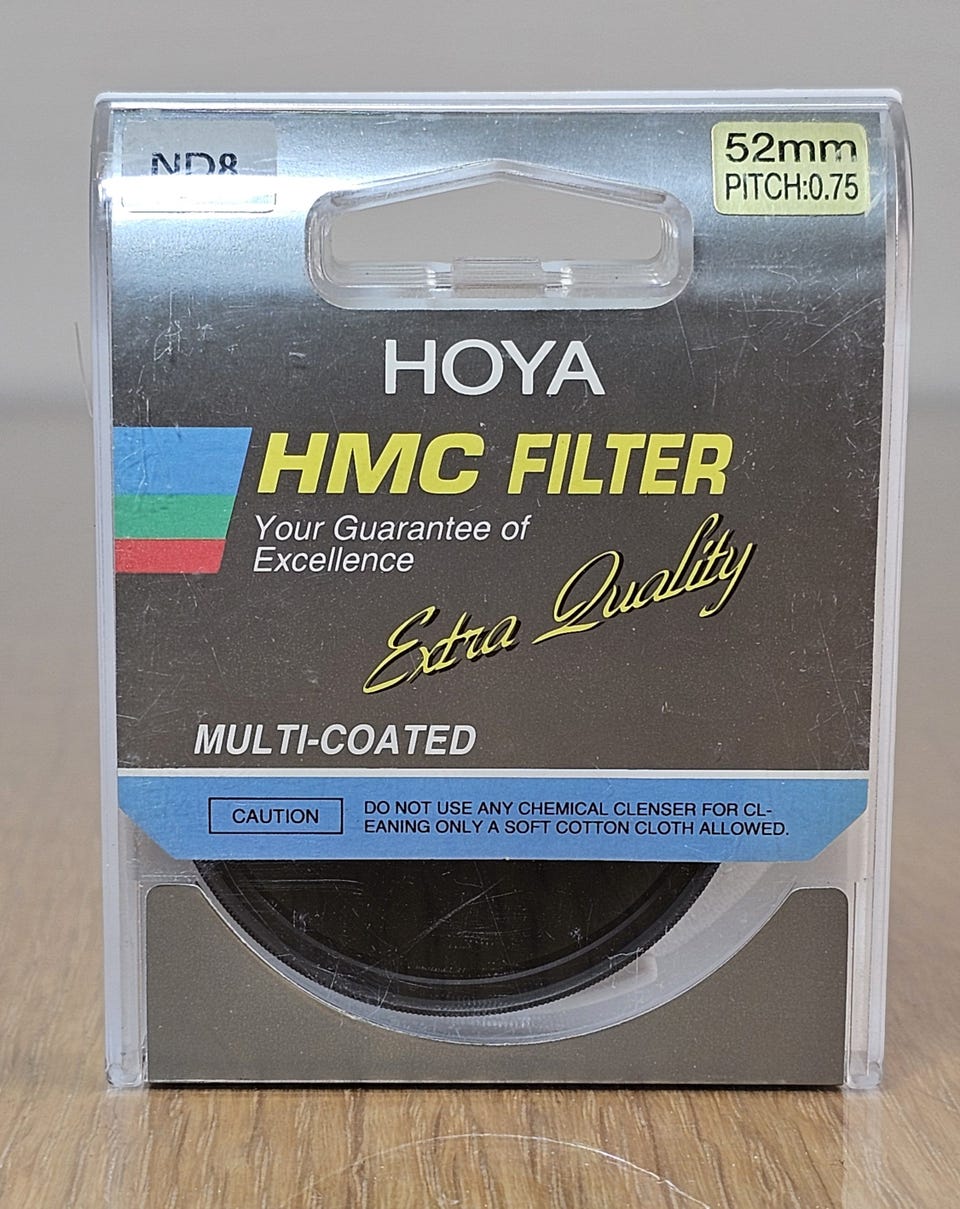 ND8
52mm
PITCH:0.75
HOYA
HMC FILTER
Your Guarantee of
Excellence
Extra Quality
MULTI-COATED
CAUTION
DO NOT USE ANY CHEMICAL CLENSER FOR CL-
EANING ONLY A SOFT COTTON CLOTH ALLOWED.